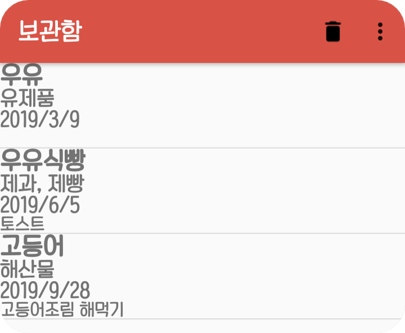 보관함
우유
유제품
2019/3/9
우유식빵
제과, 제빵
2019/6/5
토스트
고등어
해산물
2019/9/28
고등어조림 해먹기